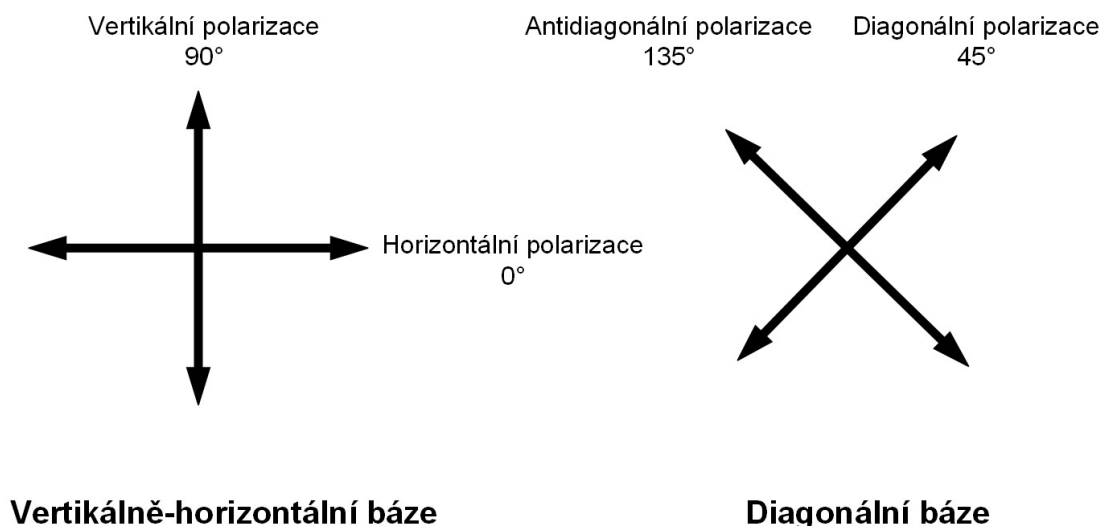 Vertikální polarizace
90°
Antidiagonální polarizace
135°
Diagonální polarizace
45°
Horizontální polarizace
0°
Vertikálně-horizontální báze
Diagonální báze